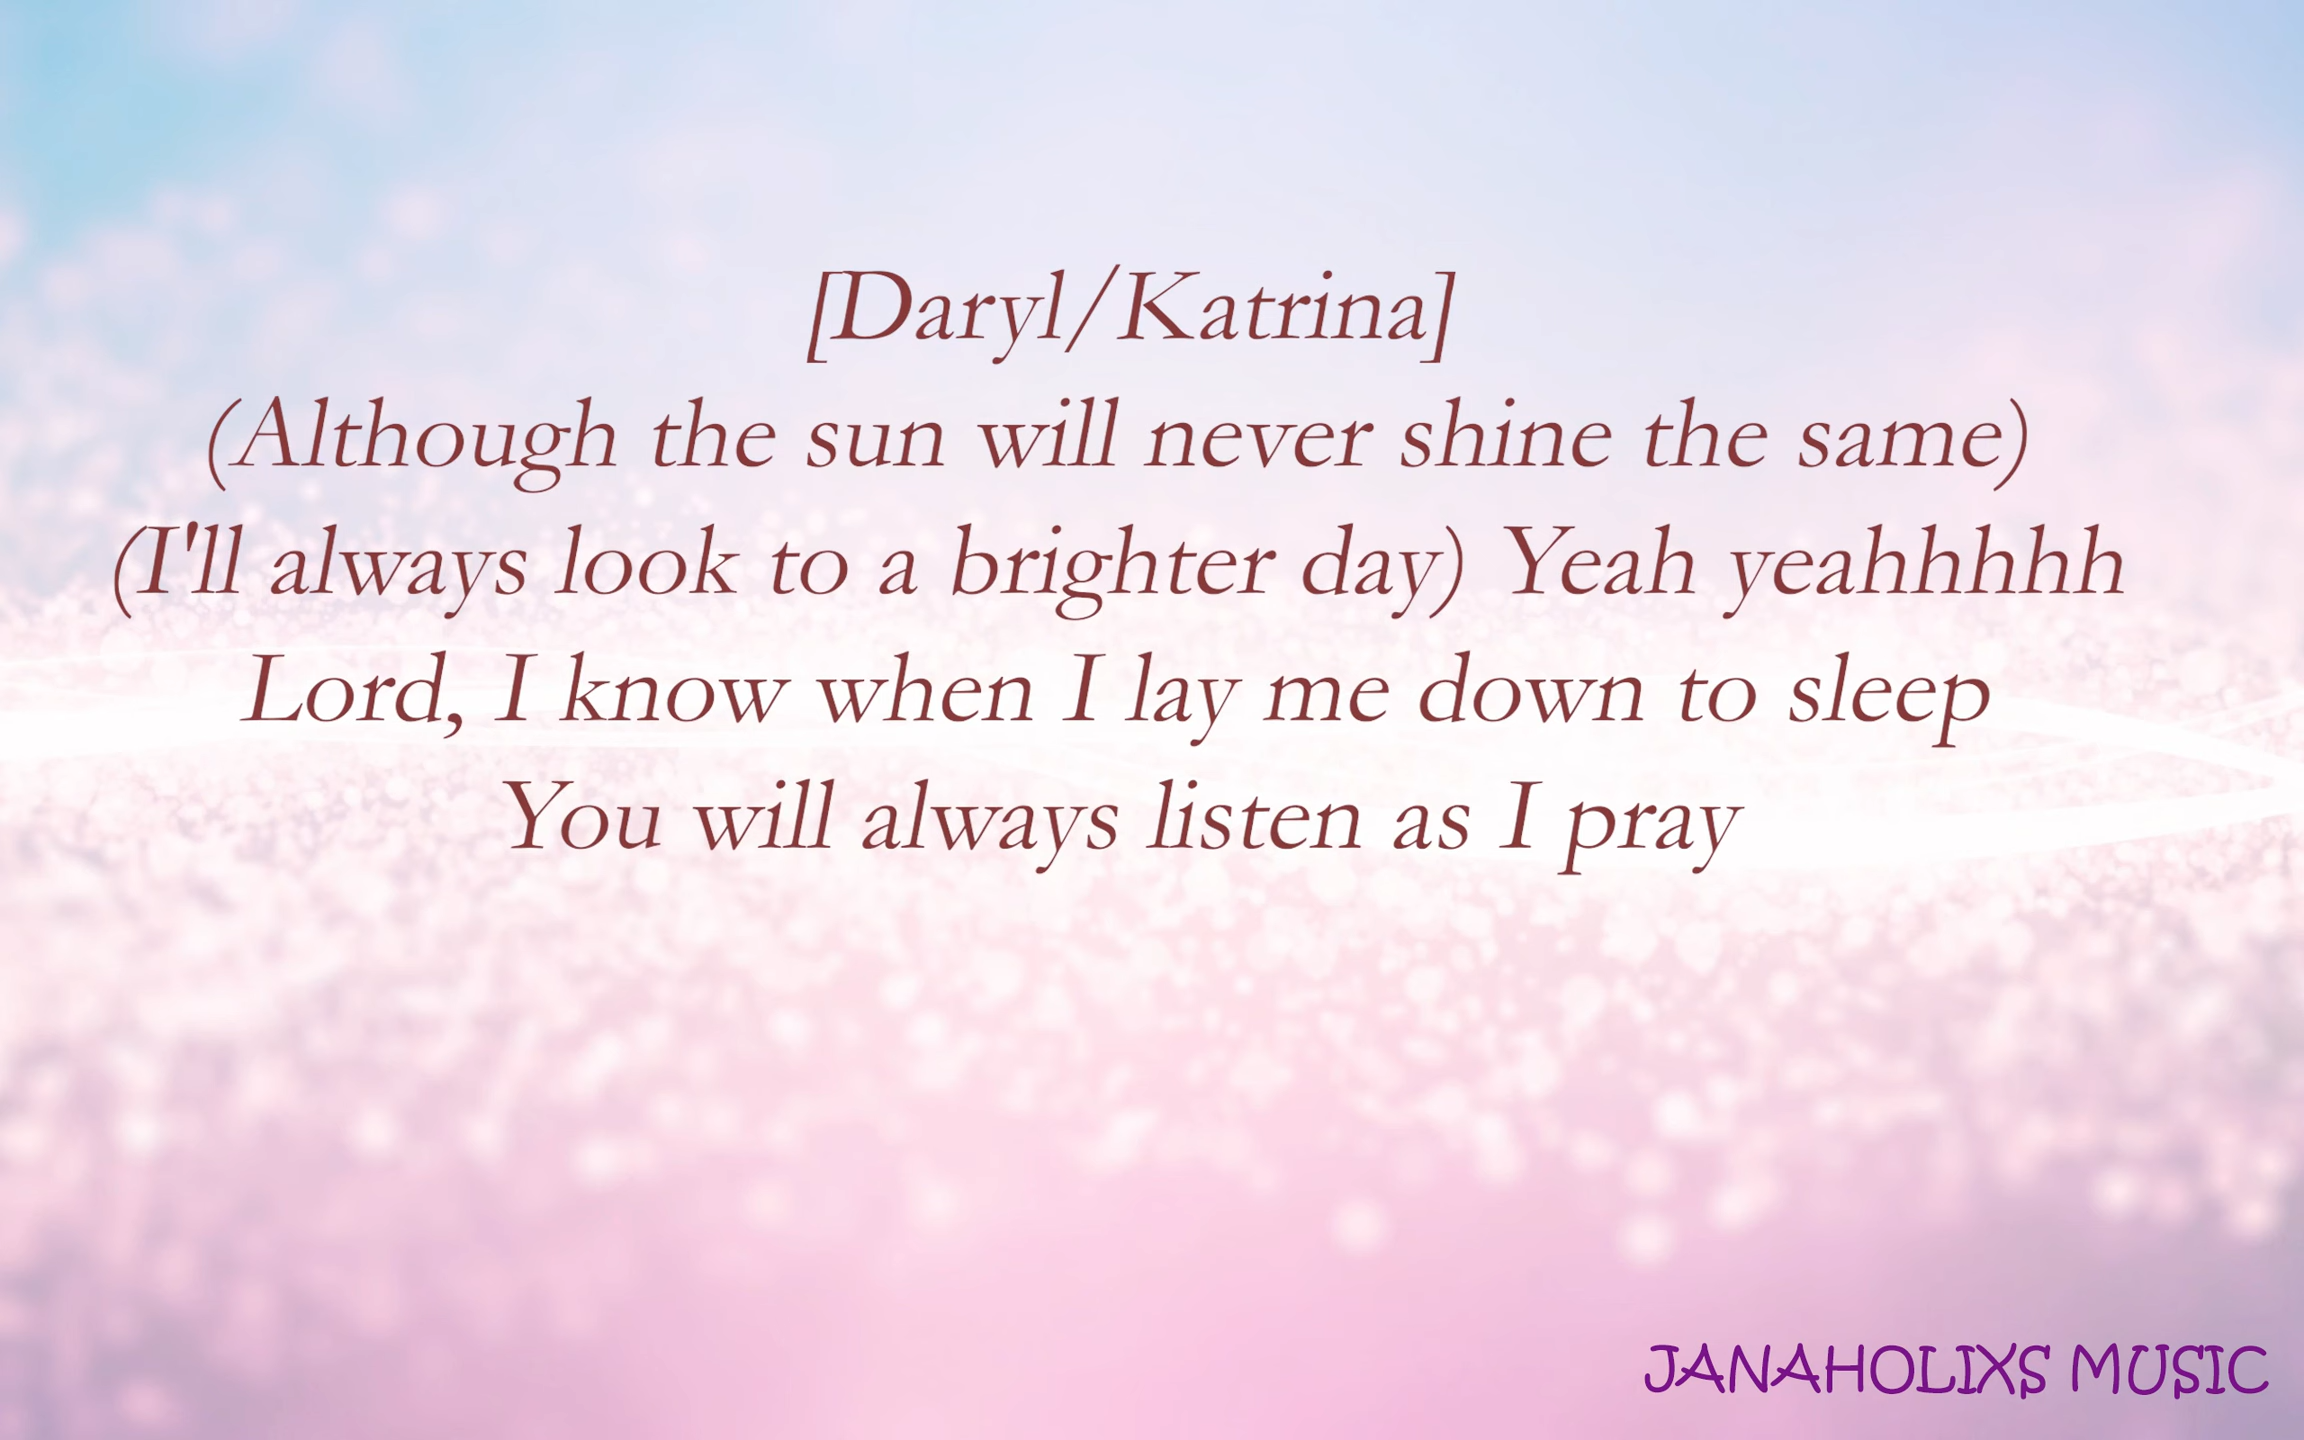 [Daryl/Katrina]
(Although the sun will never shine the same)
(I'll always look to a brighter day) Yeah yeahhhhh
Lord, I know when I lay me down to sleep
You will always listen as I pray
JANAHOLIXS MUSIC